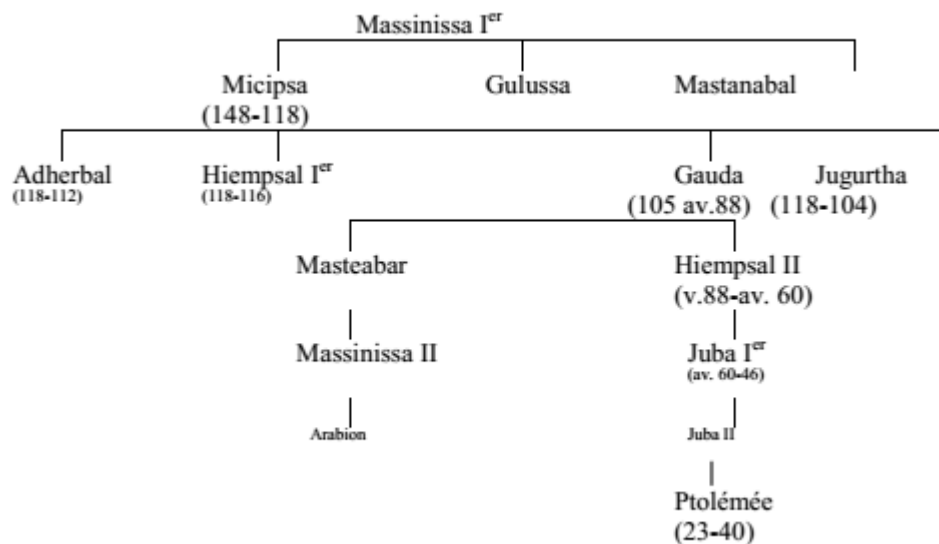 Massinissa Iᵉʳ
Micipsa Gulussa Mastanabal
(148-118)
Adherbal Hiempsal Iᵉʳ Gauda Jugurtha
(118-112) (118-116) (105 av.88) (118-104)
Masteabar Hiempsal II
(v.88-av. 60)
Massinissa II Juba Iᵉʳ
(av. 60-46)
Arabion Juba II
Ptolémée
(23-40)